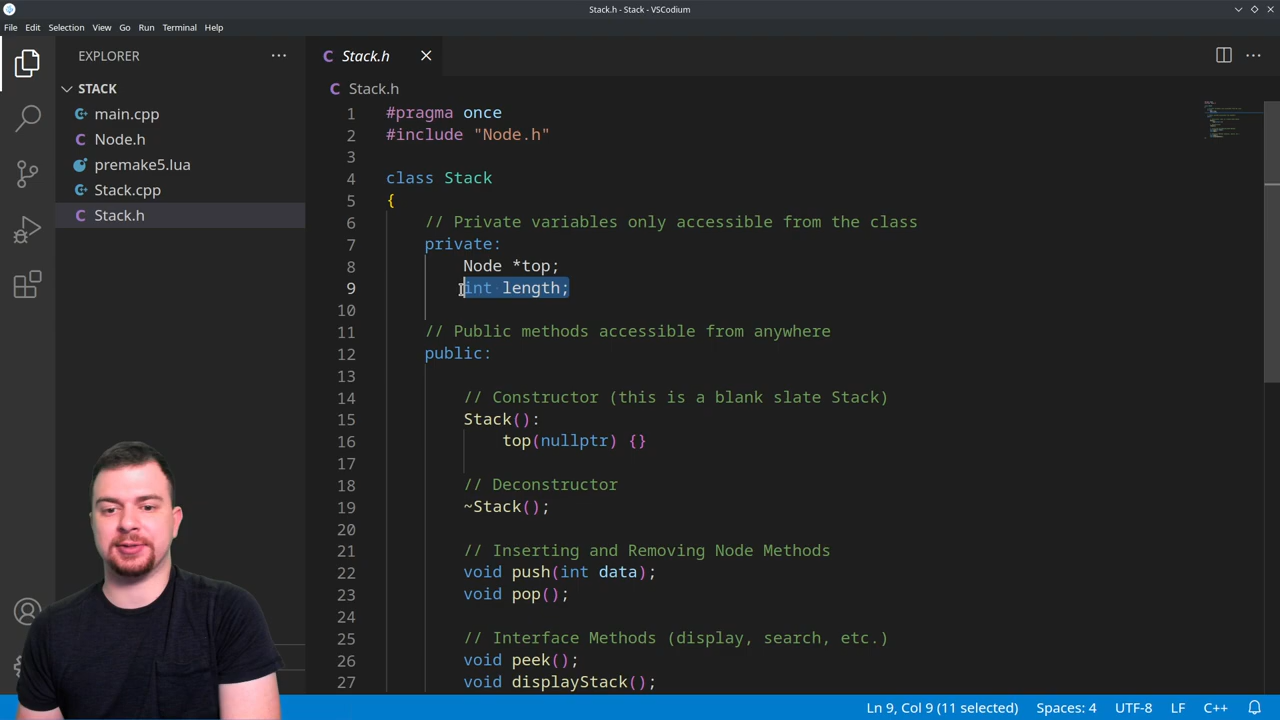 Stack.h - Stack - VSCodium
File Edit Selection View Go Run Terminal Help
EXPLORER
STACK
main.cpp
Node.h
premake5.lua
Stack.cpp
Stack.h
Stack.h
Stack.h
1 #pragma once
2 #include "Node.h"
3
4 class Stack
5 {
6 // Private variables only accessible from the class
7 private:
8 Node *top;
9 int length;
10
11 // Public methods accessible from anywhere
12 public:
13
14 // Constructor (this is a blank slate Stack)
15 Stack():
16 top(nullptr) {}
17
18 // Deconstructor
19 ~Stack();
20
21 // Inserting and Removing Node Methods
22 void push(int data);
23 void pop();
24
25 // Interface Methods (display, search, etc.)
26 void peek();
27 void displayStack();
Ln 9, Col 9 (11 selected) Spaces: 4 UTF-8 LF C++